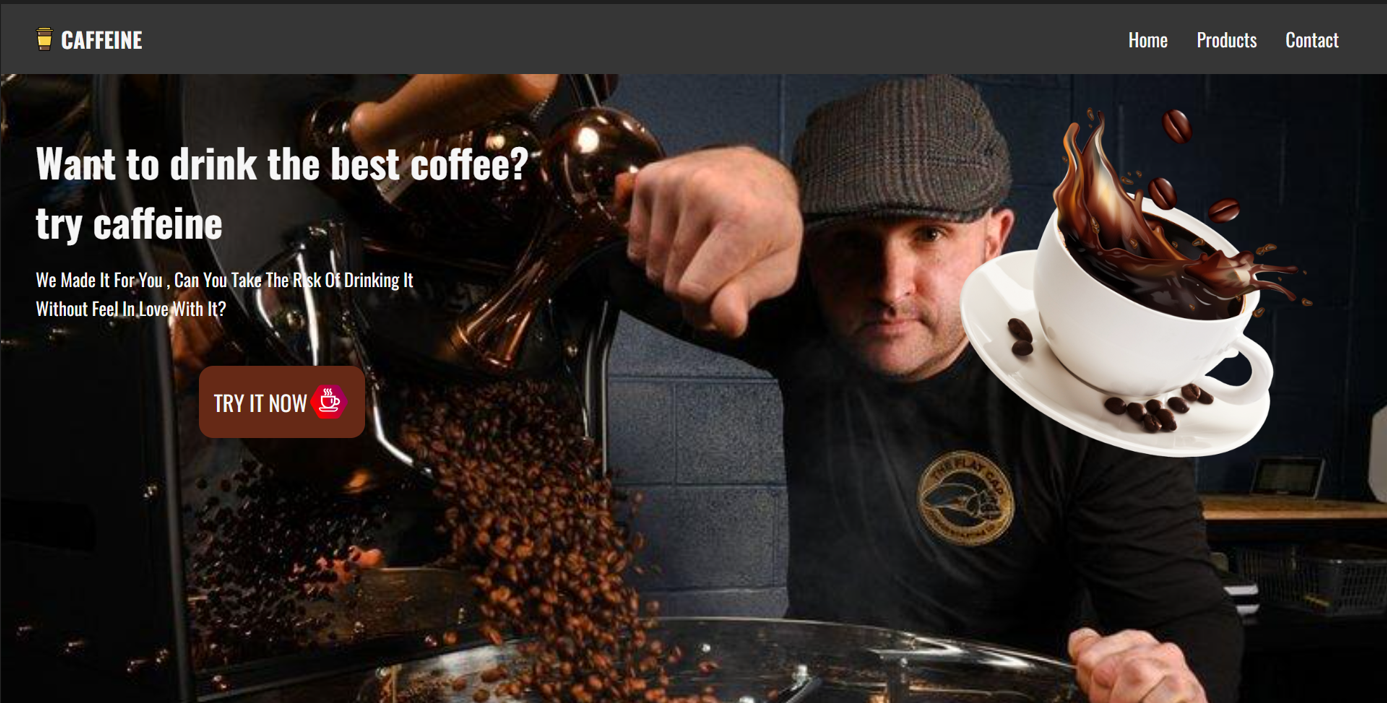 CAFFEINE
Home Products Contact
Want to drink the best coffee?
try caffeine
We Made It For You , Can You Take The Risk Of Drinking It
Without Feel In Love With It?
TRY IT NOW
THE FLAT CAP